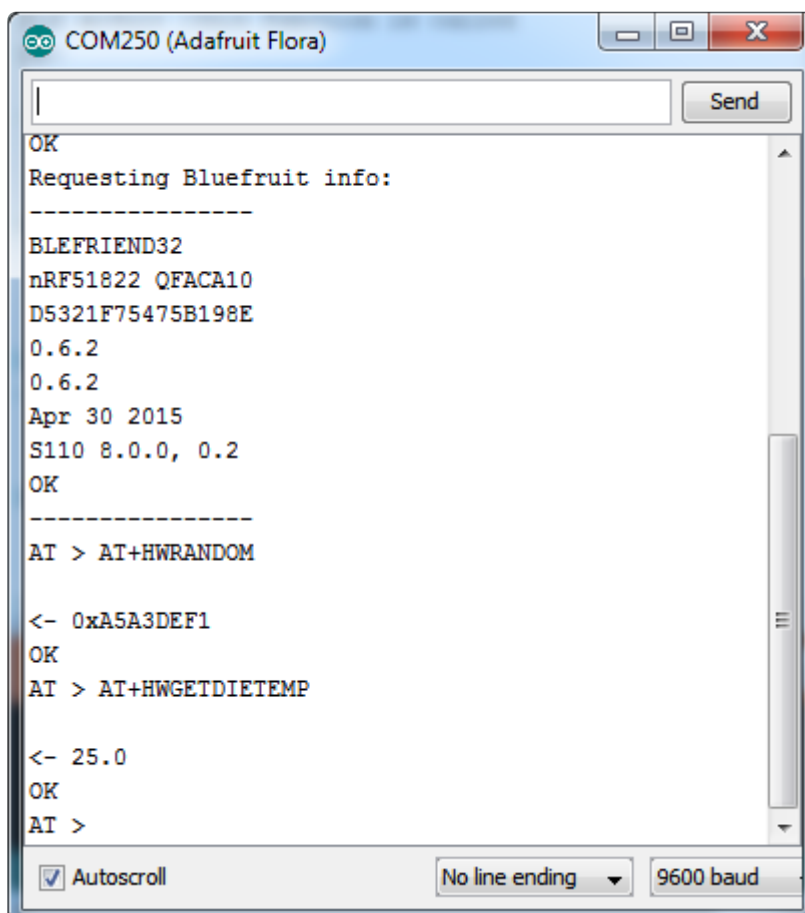 COM250 (Adafruit Flora)
Send
OK
Requesting Bluefruit info:
----------------
BLEFRIEND32
nRF51822 QFACA10
D5321F75475B198E
0.6.2
0.6.2
Apr 30 2015
S110 8.0.0, 0.2
OK
----------------
AT > AT+HWRANDOM
<- 0xA5A3DEF1
OK
AT > AT+HWGETDIETEMP
<- 25.0
OK
AT >
Autoscroll
No line ending
9600 baud